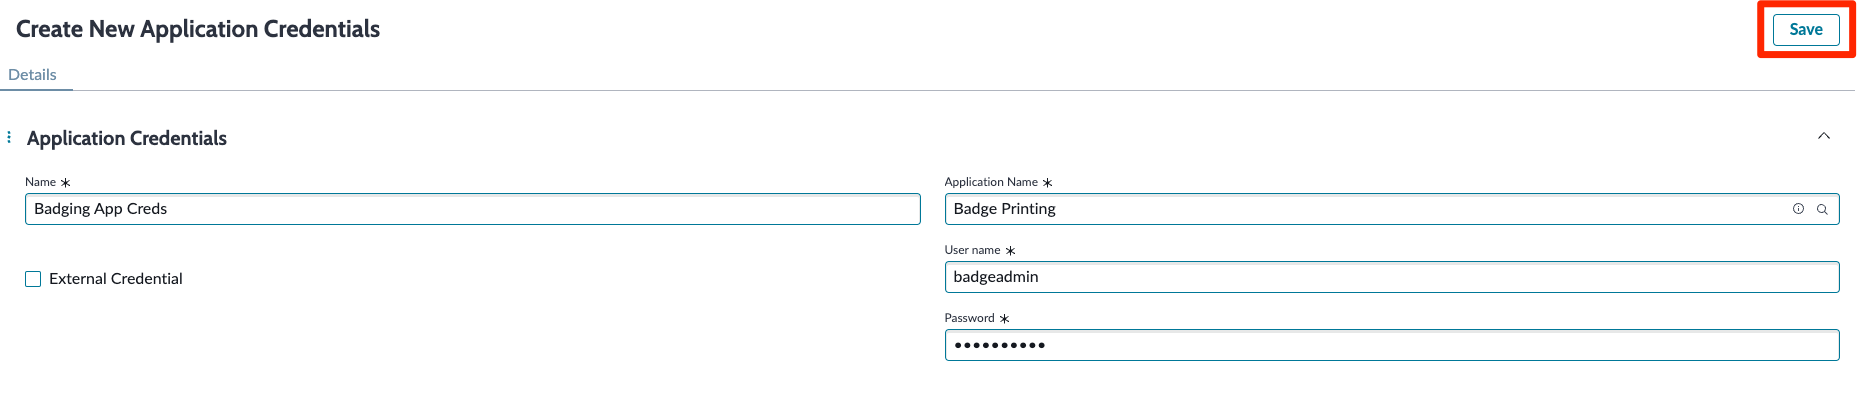 Create New Application Credentials
Save
Details
Application Credentials
Name *
Application Name *
Badging App Creds
Badge Printing
User name *
badgeadmin
External Credential
Password *
••••••••••